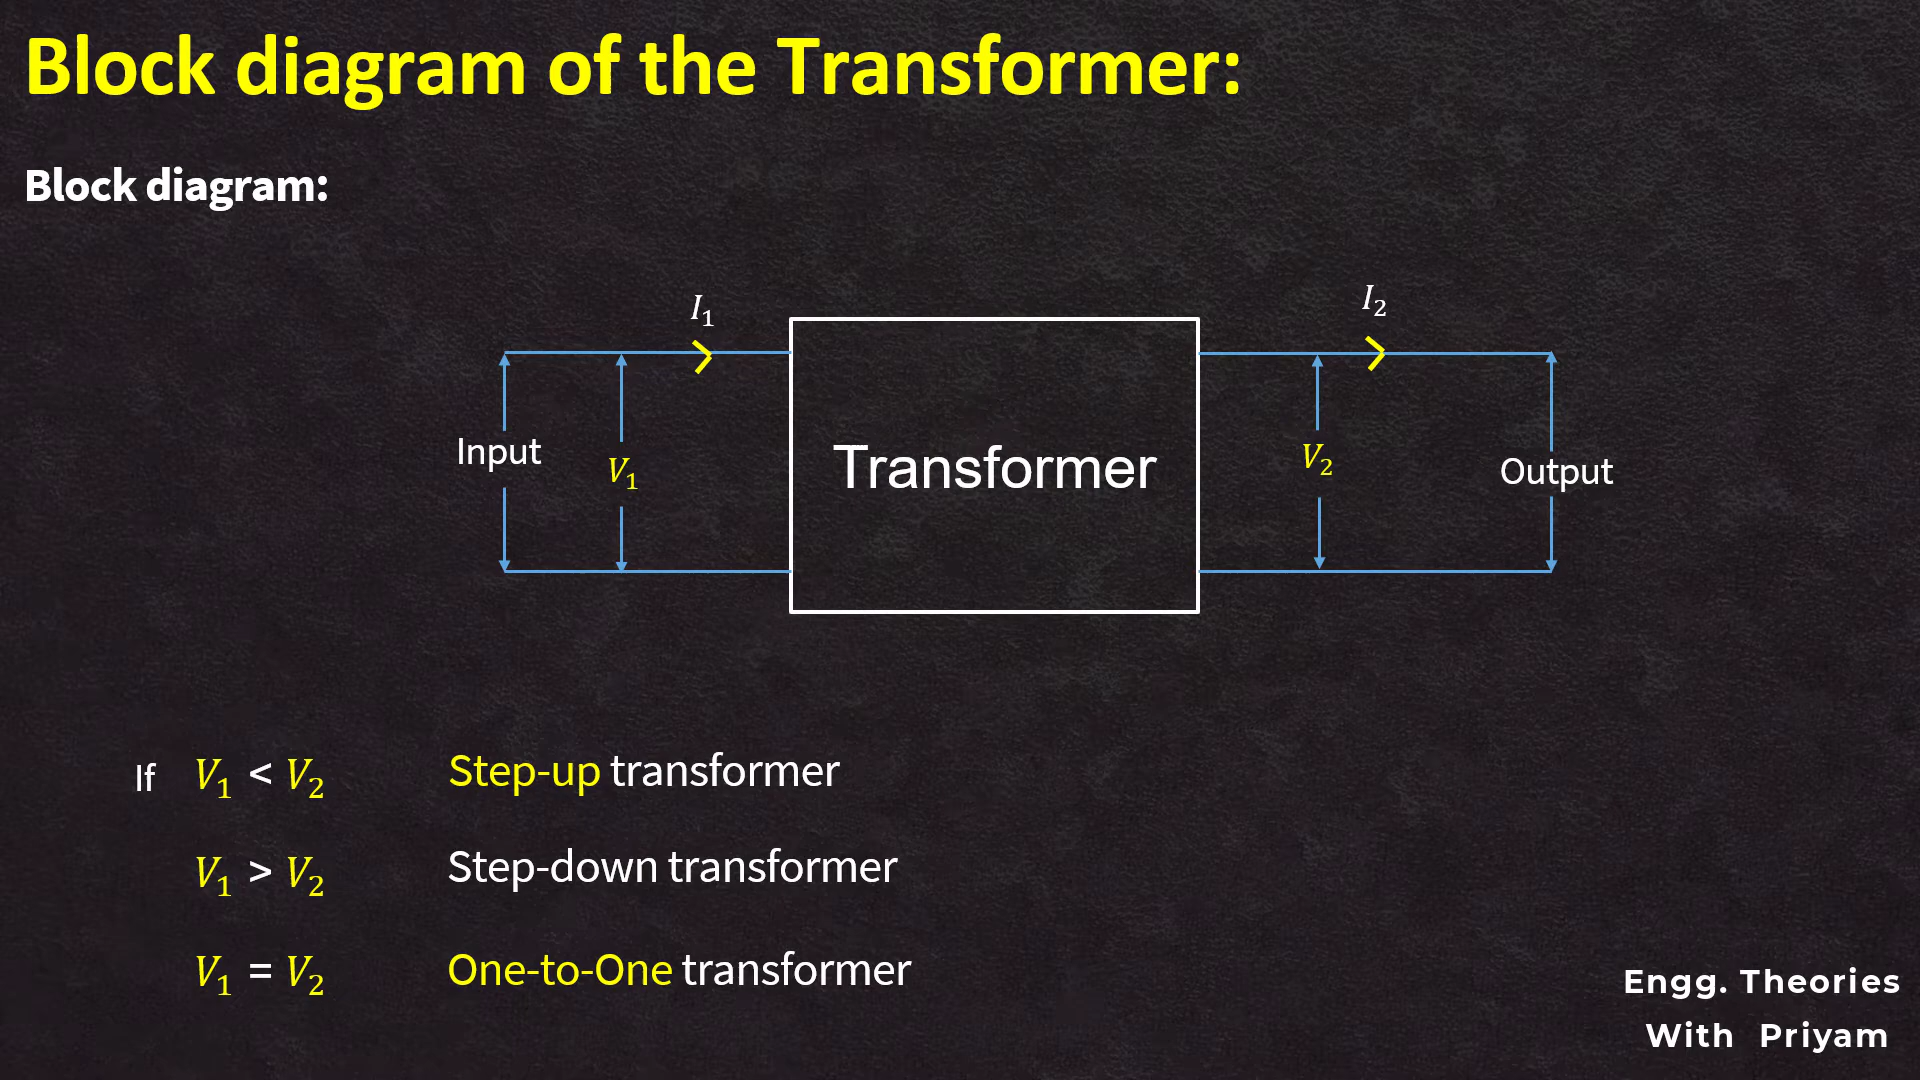 Block diagram of the Transformer:
Block diagram:
I₁
I₂
Input
V₁
Transformer
V₂
Output
If V₁ < V₂ Step-up transformer
V₁ > V₂ Step-down transformer
V₁ = V₂ One-to-One transformer
Engg. Theories
With Priyam